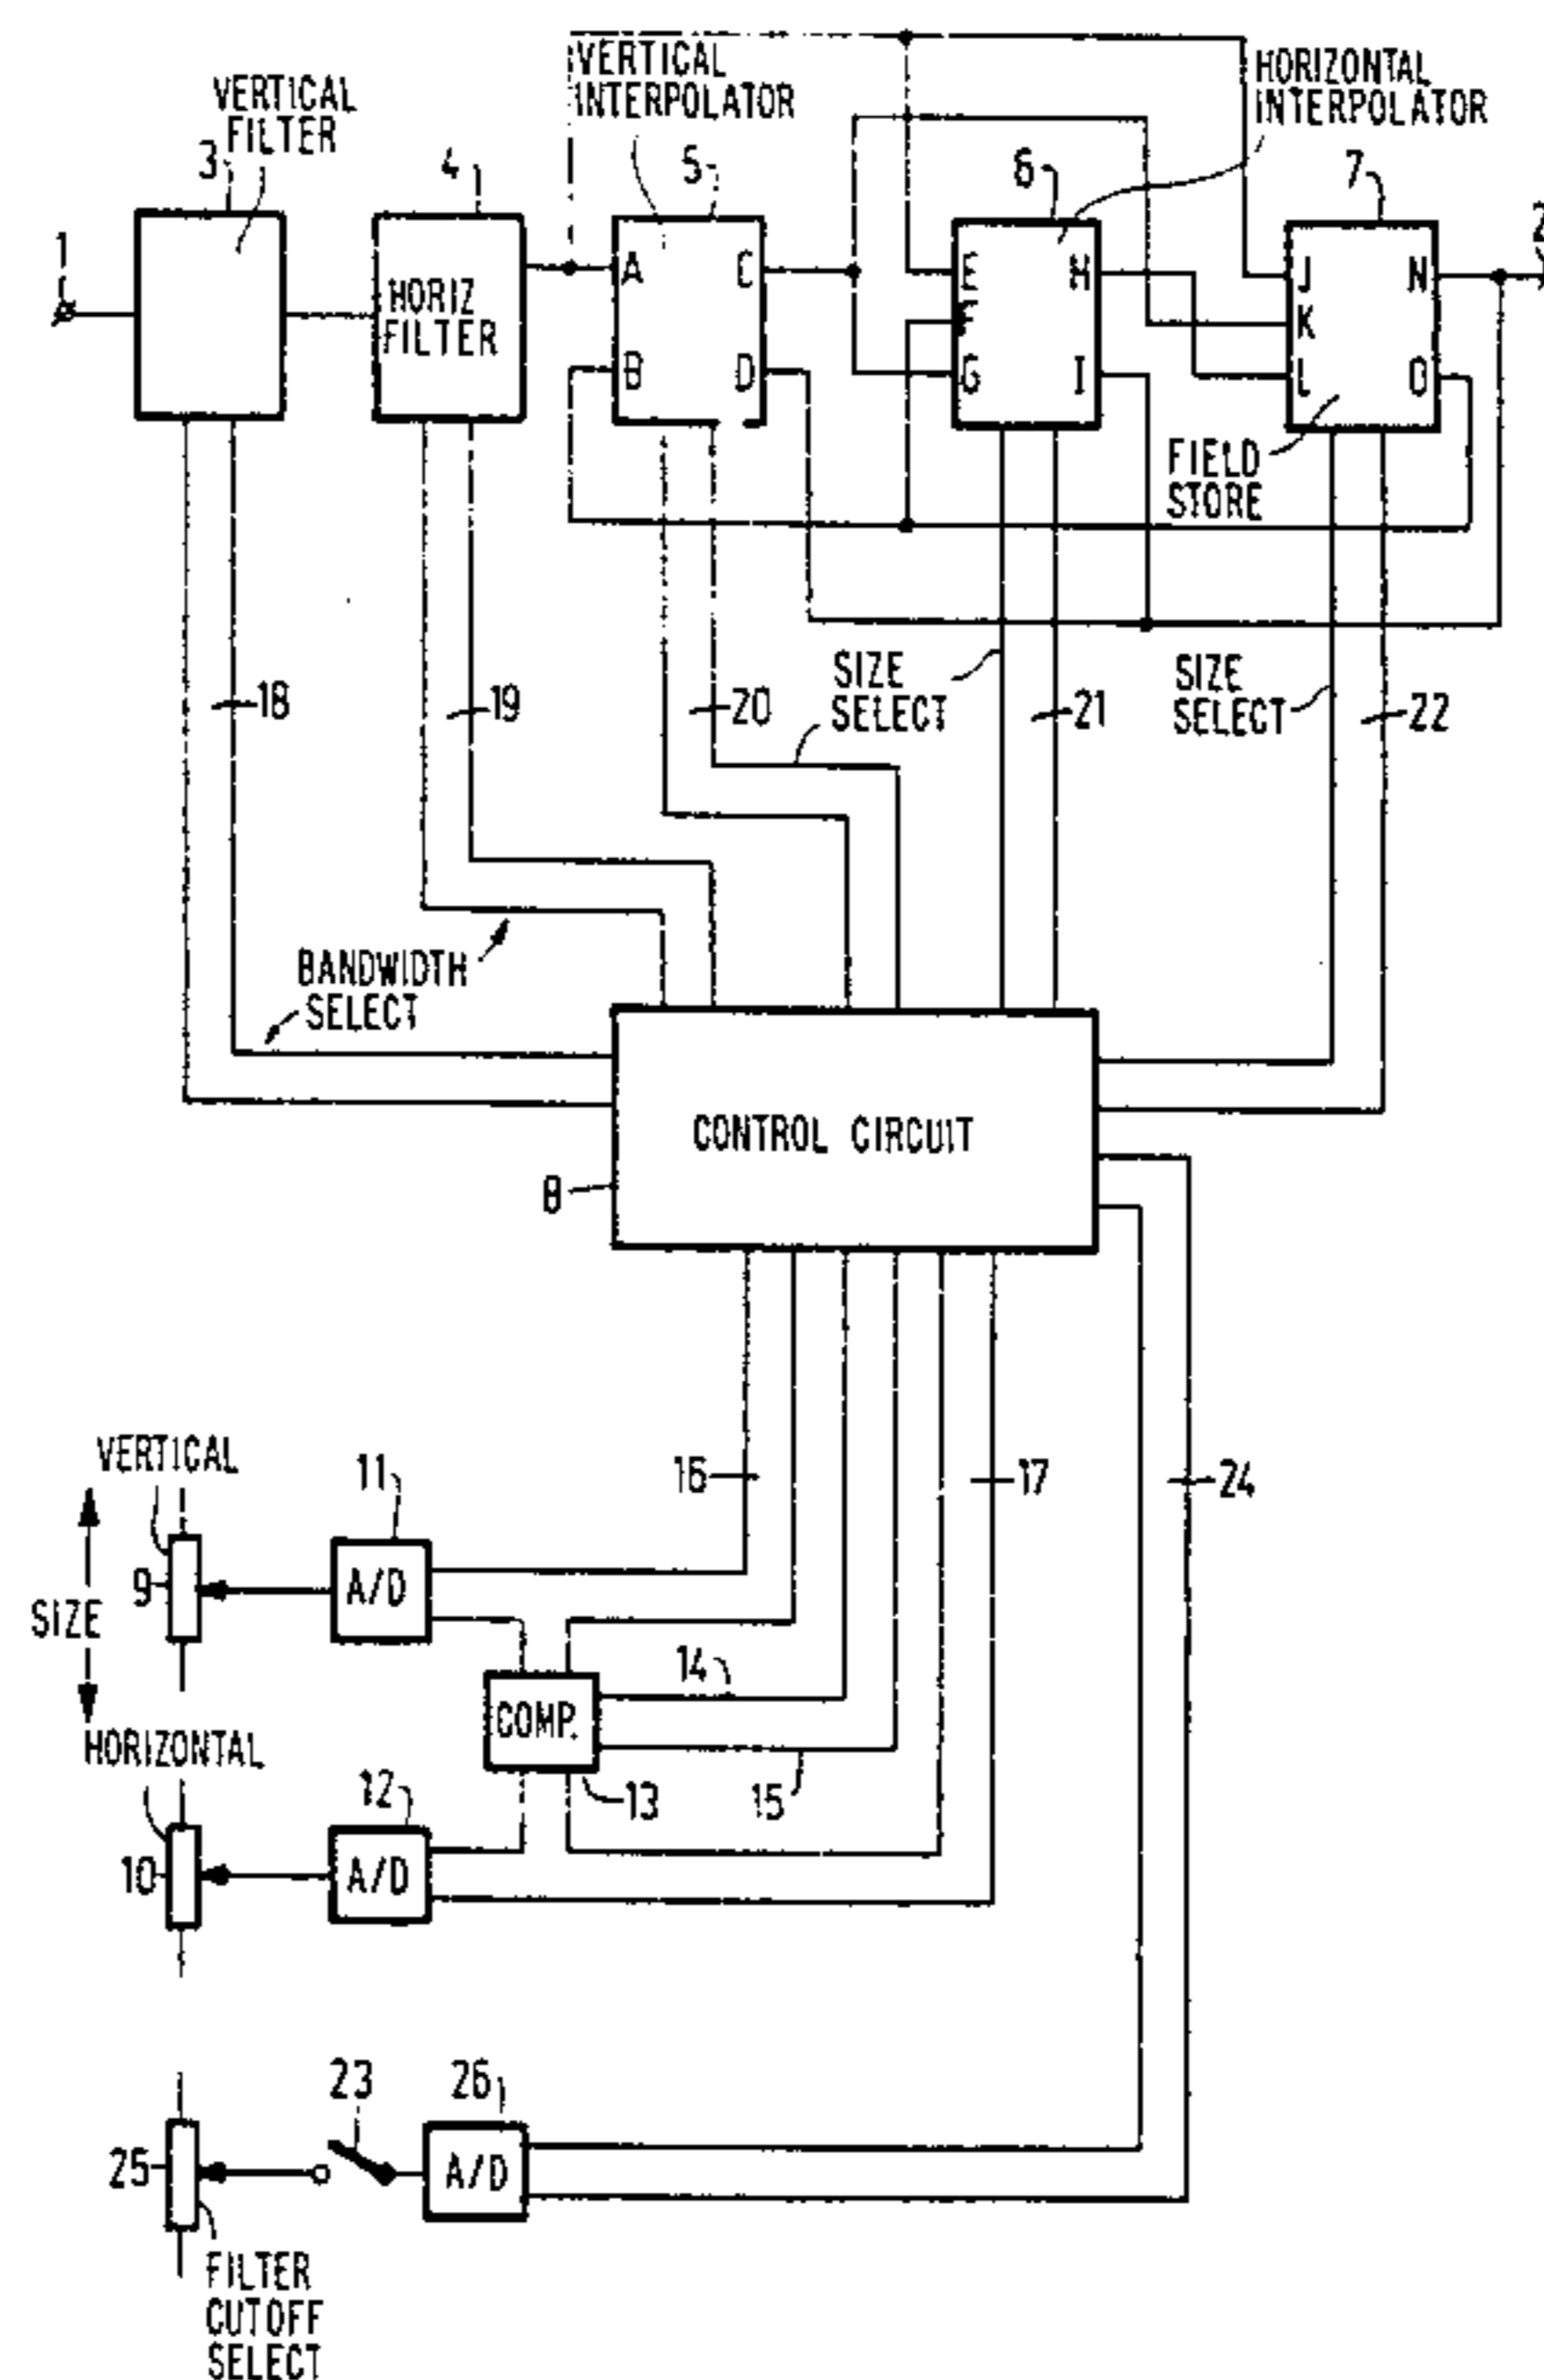 VERTICAL
FILTER
3
1
4
HORIZ
FILTER
VERTICAL
INTERPOLATOR
5
A
B
C
D
6
E
F
G
H
I
HORIZONTAL
INTERPOLATOR
7
J
K
L
N
O
2
FIELD
STORE
18
19
20
SIZE
SELECT
21
SIZE
SELECT
22
BANDWIDTH
SELECT
CONTROL CIRCUIT
8
16
17
24
VERTICAL
SIZE
HORIZONTAL
9
11
A/D
14
COMP.
13
15
10
12
A/D
23
26
A/D
25
FILTER
CUTOFF
SELECT